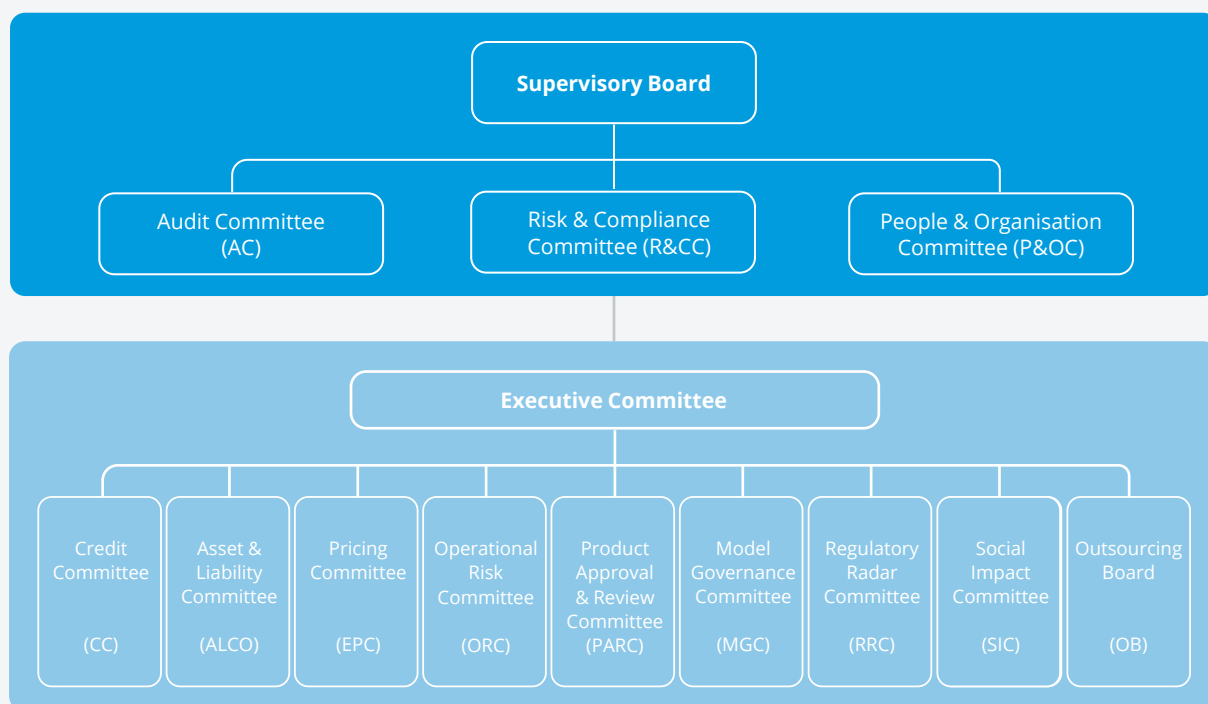 Supervisory Board
Audit Committee
(AC)
Risk & Compliance
Committee (R&CC)
People & Organisation
Committee (P&OC)
Executive Committee
Credit
Committee
(CC)
Asset &
Liability
Committee
(ALCO)
Pricing
Committee
(EPC)
Operational
Risk
Committee
(ORC)
Product
Approval
& Review
Committee
(PARC)
Model
Governance
Committee
(MGC)
Regulatory
Radar
Committee
(RRC)
Social
Impact
Committee
(SIC)
Outsourcing
Board
(OB)